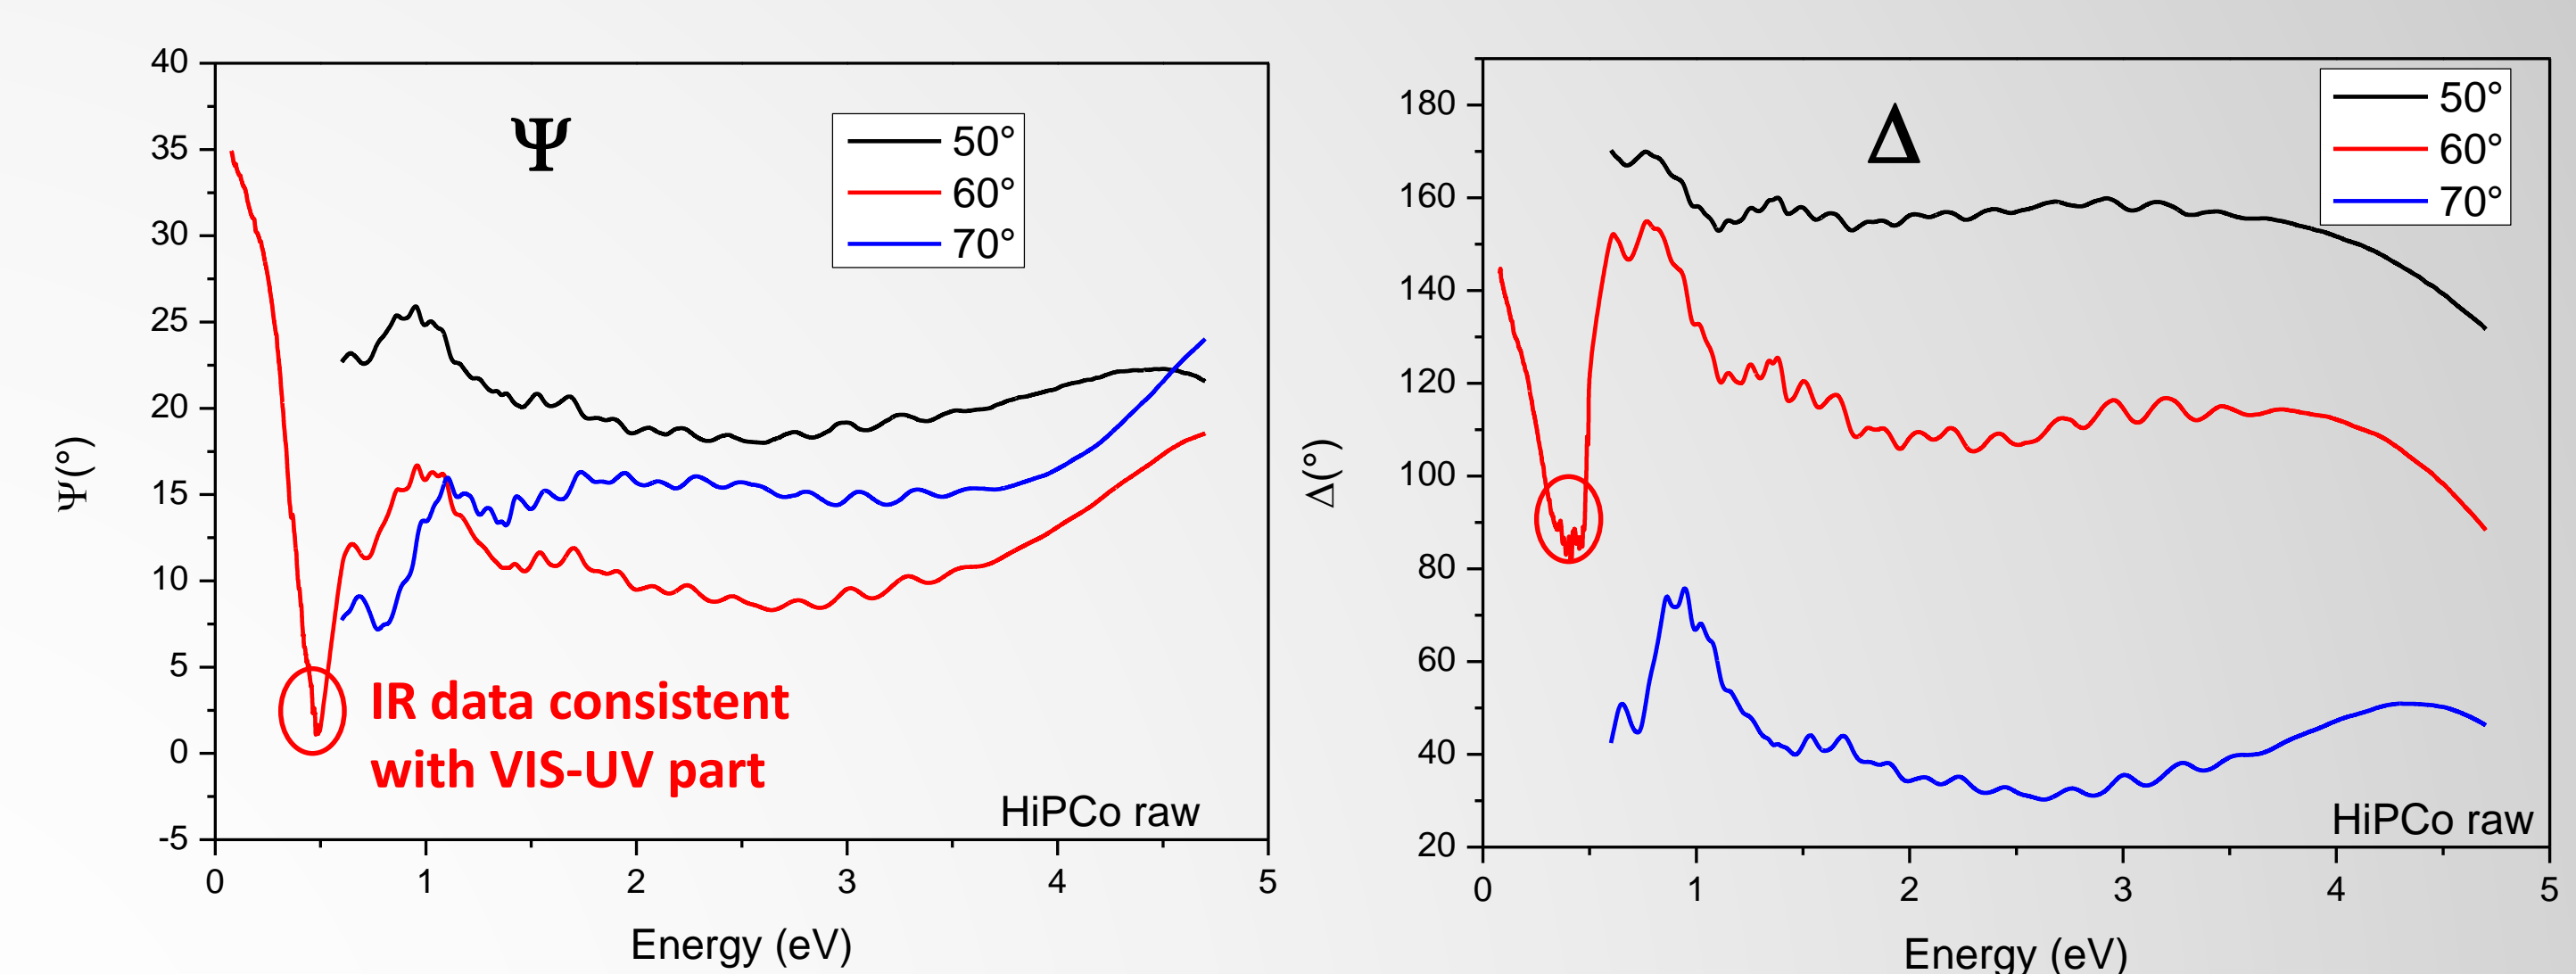 Ψ
50°
60°
70°
40
35
30
25
20
15
10
5
0
-5
Ψ(°)
IR data consistent
with VIS-UV part
HiPCo raw
0 1 2 3 4 5
Energy (eV)
Δ
50°
60°
70°
180
160
140
120
100
80
60
40
20
Δ(°)
HiPCo raw
0 1 2 3 4 5
Energy (eV)